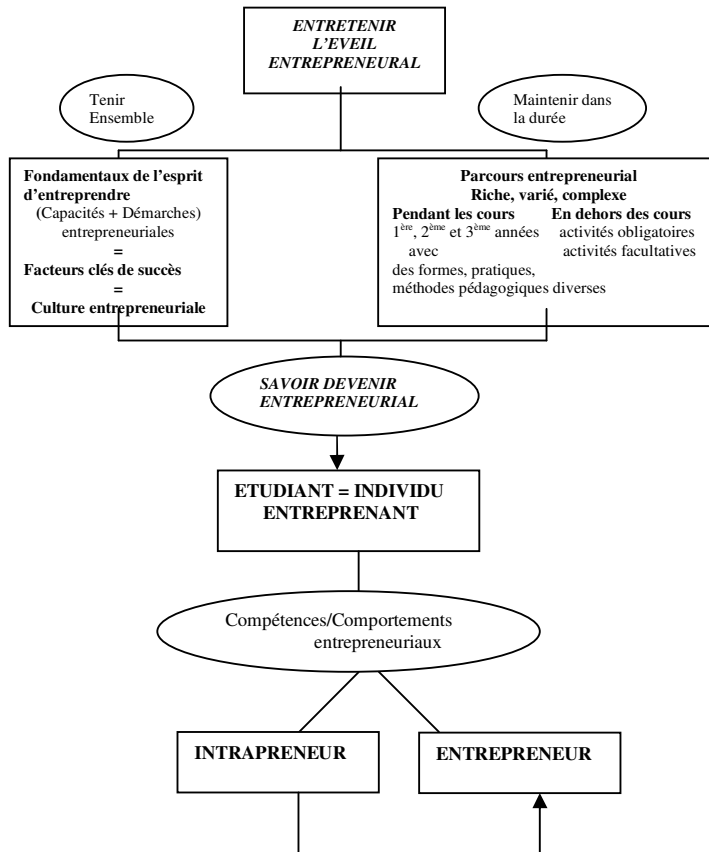 ENTRETENIR
L'EVEIL
ENTREPRENEURAL
Tenir
Ensemble
Maintenir dans
la durée
Fondamentaux de l'esprit
d'entreprendre
(Capacités + Démarches)
entrepreneuriales
=
Facteurs clés de succès
=
Culture entrepreneuriale
Parcours entrepreneurial
Riche, varié, complexe
Pendant les cours En dehors des cours
1ère, 2ème et 3ème années activités obligatoires
avec activités facultatives
des formes, pratiques,
méthodes pédagogiques diverses
SAVOIR DEVENIR
ENTREPRENEURIAL
ETUDIANT = INDIVIDU
ENTREPRENANT
Compétences/Comportements
entrepreneuriaux
INTRAPRENEUR
ENTREPRENEUR